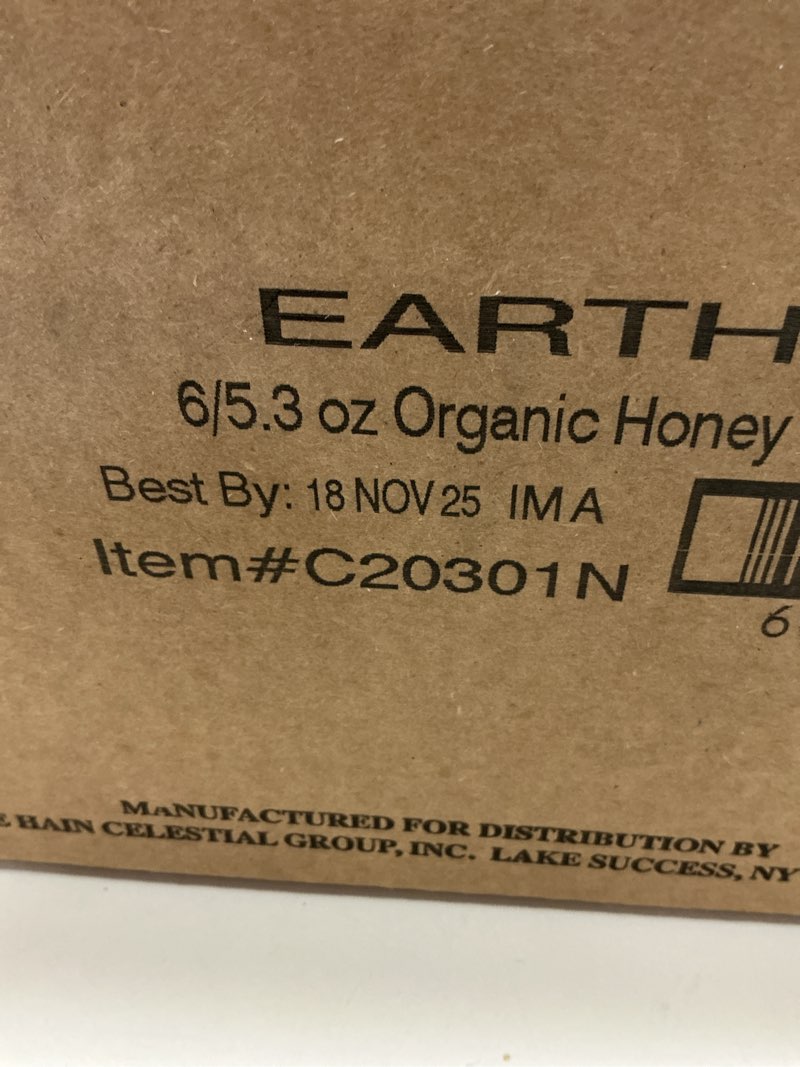 EARTH
6/5.3 oz Organic Honey
Best By: 18 NOV 25 IMA
Item#C20301N
6
MANUFACTURED FOR DISTRIBUTION BY
HAIN CELESTIAL GROUP, INC. LAKE SUCCESS, NY